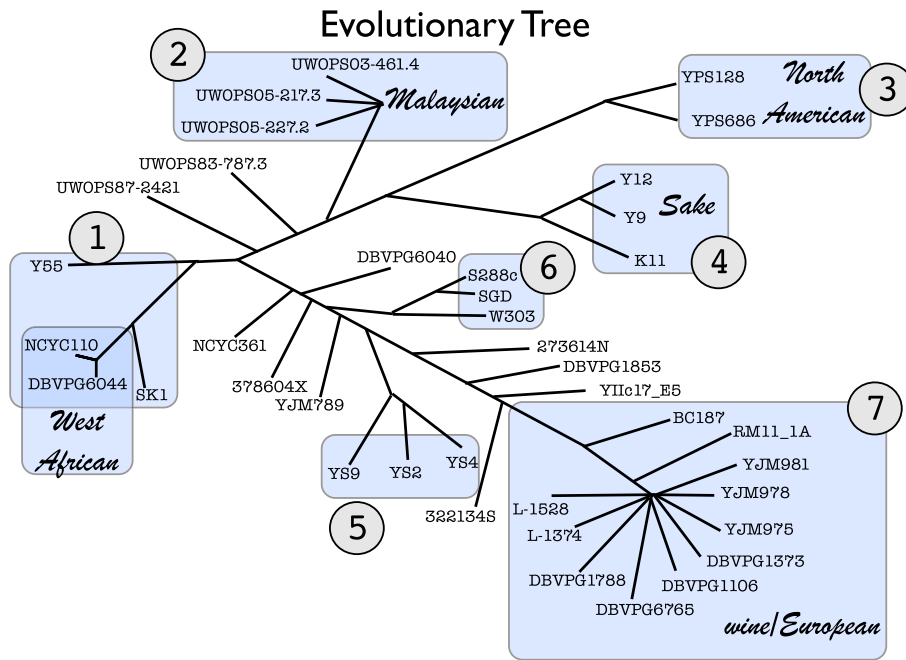 Evolutionary Tree
2
UWOPS03-461.4
UWOPS05-217.3
Malaysian
UWOPS05-227.2
YPS128
North
3
YPS686
American
UWOPS83-787.3
UWOPS87-2421
Y12
Sake
Y9
K11
4
1
Y55
DBVPG6040
S288c
6
SGD
W303
NCYC110
DBVPG6044
SK1
West
African
NCYC361
378604X
YJM789
273614N
DBVPG1853
YIIc17_E5
7
BC187
RM11_1A
YJM981
YJM978
YJM975
L-1528
L-1374
DBVPG1373
DBVPG1788
DBVPG1106
DBVPG6765
wine/European
YS9
YS2
YS4
5
322134S